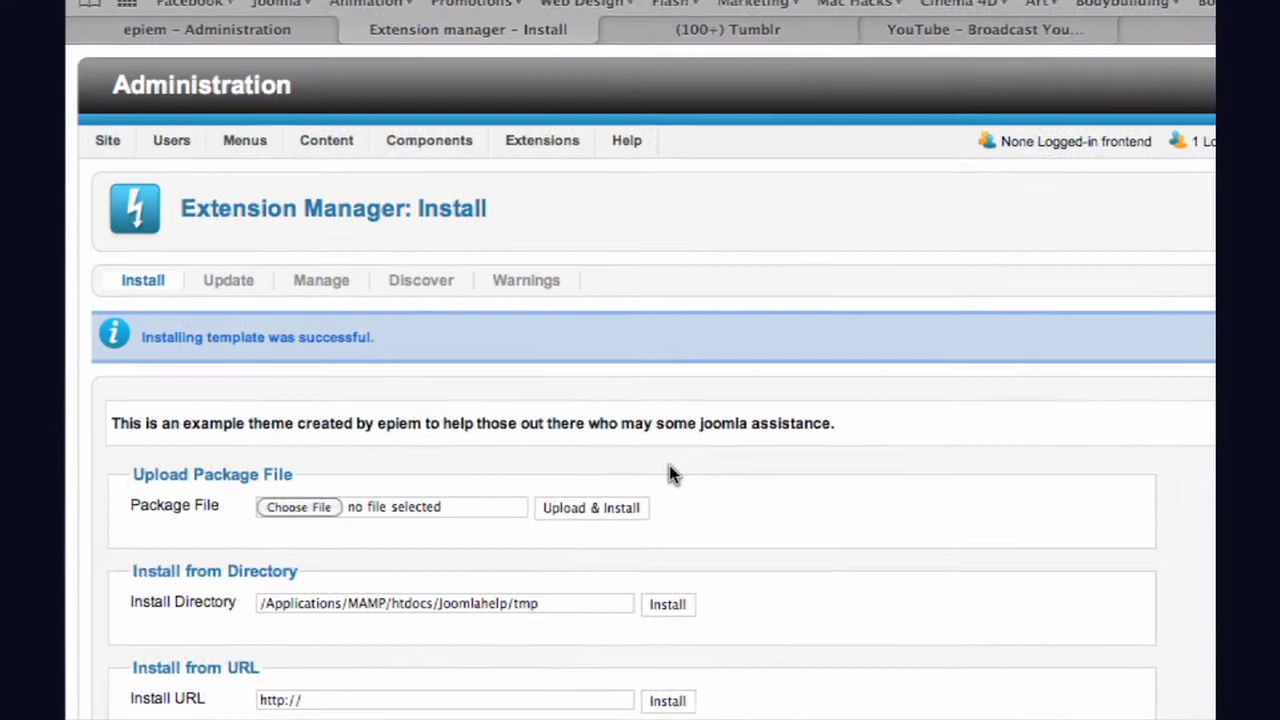 Facebook Joomla Animation Promotions Web Design Flash Marketing Mac Hacks Cinema 4D Art Bodybuilding
epiem – Administration Extension manager – Install (100+) Tumblr YouTube – Broadcast You...
Administration
Site Users Menus Content Components Extensions Help None Logged-in frontend 1 Lo
Extension Manager: Install
Install Update Manage Discover Warnings
Installing template was successful.
This is an example theme created by epiem to help those out there who may some joomla assistance.
Upload Package File
Package File Choose File no file selected Upload & Install
Install from Directory
Install Directory /Applications/MAMP/htdocs/Joomlahelp/tmp Install
Install from URL
Install URL http:// Install